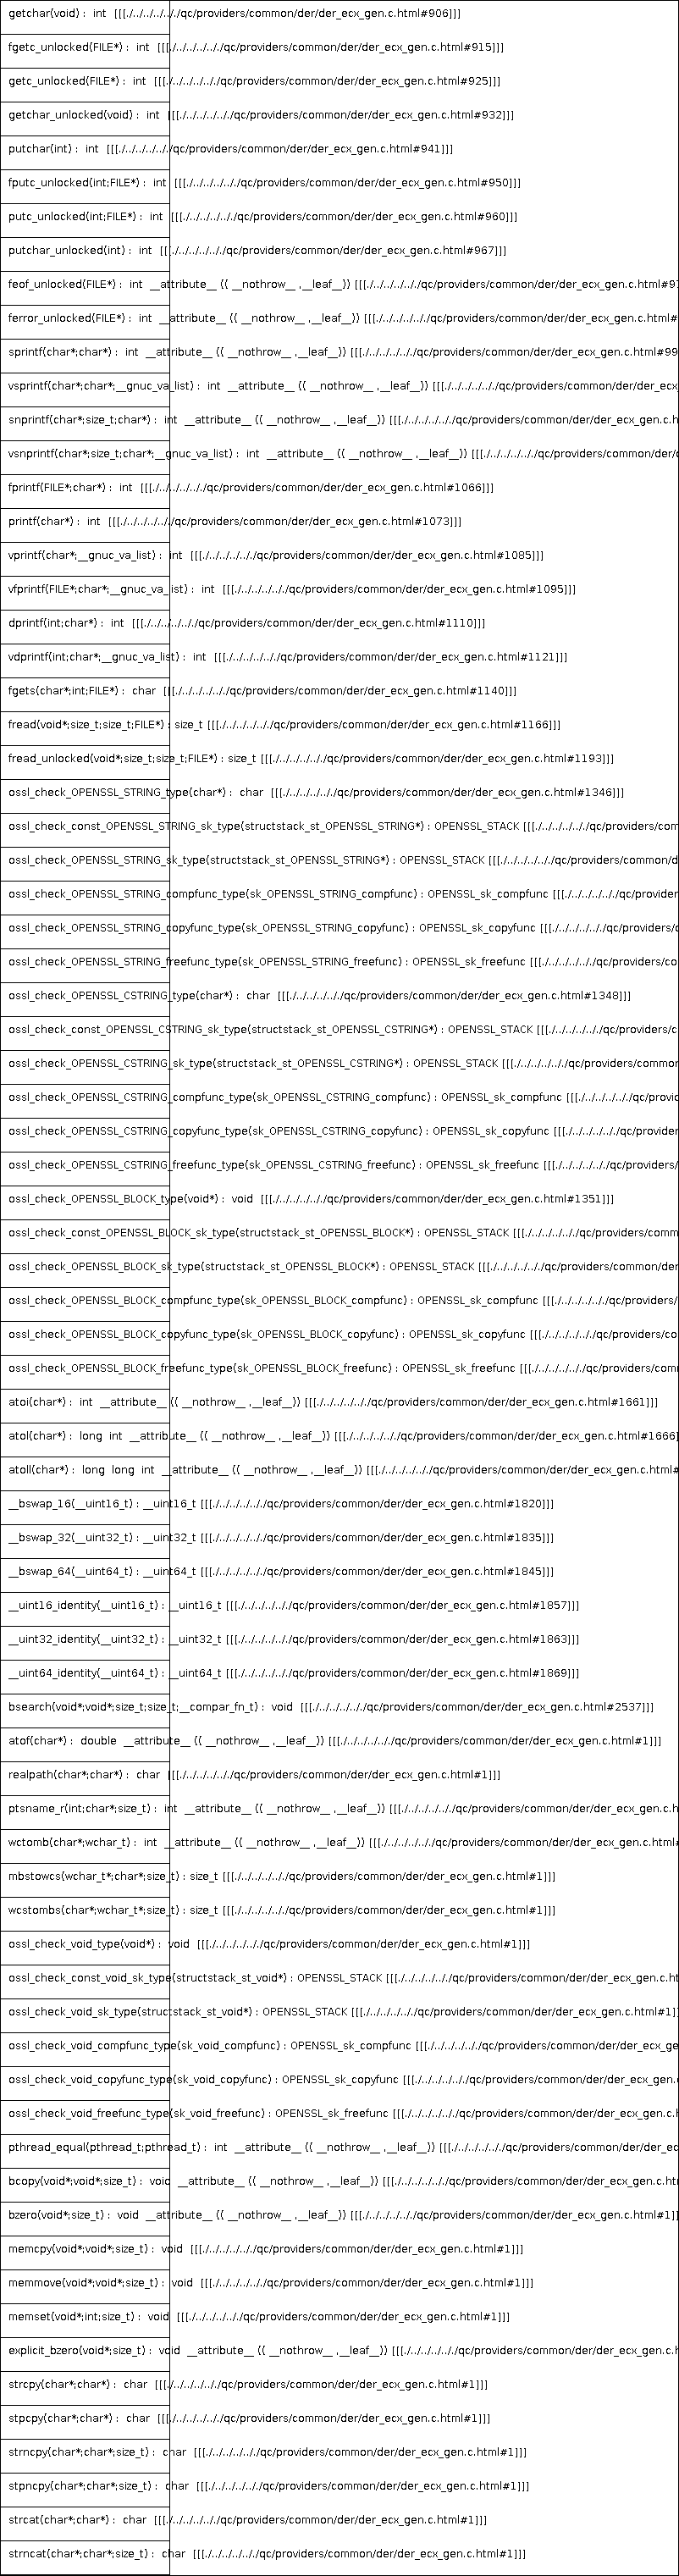 getchar(void) :  int  [[[./../../../../qc/providers/common/der/der_ecx_gen.c.html#906]]]
fgetc_unlocked(FILE*) :  int  [[[./../../../../../qc/providers/common/der/der_ecx_gen.c.html#915]]]
getc_unlocked(FILE*) :  int  [[[./../../../../../qc/providers/common/der/der_ecx_gen.c.html#925]]]
getchar_unlocked(void) :  int  [[[./../../../../../qc/providers/common/der/der_ecx_gen.c.html#932]]]
putchar(int) :  int  [[[./../../../../../qc/providers/common/der/der_ecx_gen.c.html#941]]]
fputc_unlocked(int;FILE*) :  int  [[[./../../../../../qc/providers/common/der/der_ecx_gen.c.html#950]]]
putc_unlocked(int;FILE*) :  int  [[[./../../../../../qc/providers/common/der/der_ecx_gen.c.html#960]]]
putchar_unlocked(int) :  int  [[[./../../../../../qc/providers/common/der/der_ecx_gen.c.html#967]]]
feof_unlocked(FILE*) :  int  __attribute__ (( __nothrow__ ,__leaf__)) [[[./../../../../../qc/providers/common/der/der_ecx_gen.c.html#97
ferror_unlocked(FILE*) :  int  __attribute__ (( __nothrow__ ,__leaf__)) [[[./../../../../../qc/providers/common/der/der_ecx_gen.c.html#
sprintf(char*;char*) :  int  __attribute__ (( __nothrow__ ,__leaf__)) [[[./../../../../../qc/providers/common/der/der_ecx_gen.c.html#99
vsprintf(char*;char*;__gnuc_va_list) :  int  __attribute__ (( __nothrow__ ,__leaf__)) [[[./../../../../../qc/providers/common/der/der_ecx
snprintf(char*;size_t;char*) :  int  __attribute__ (( __nothrow__ ,__leaf__)) [[[./../../../../../qc/providers/common/der/der_ecx_gen.c.h
vsnprintf(char*;size_t;char*;__gnuc_va_list) :  int  __attribute__ (( __nothrow__ ,__leaf__)) [[[./../../../../../qc/providers/common/der/
fprintf(FILE*;char*) :  int  [[[./../../../../../qc/providers/common/der/der_ecx_gen.c.html#1066]]]
printf(char*) :  int  [[[./../../../../../qc/providers/common/der/der_ecx_gen.c.html#1073]]]
vprintf(char*;__gnuc_va_list) :  int  [[[./../../../../../qc/providers/common/der/der_ecx_gen.c.html#1085]]]
vfprintf(FILE*;char*;__gnuc_va_list) :  int  [[[./../../../../../qc/providers/common/der/der_ecx_gen.c.html#1095]]]
dprintf(int;char*) :  int  [[[./../../../../../qc/providers/common/der/der_ecx_gen.c.html#1110]]]
vdprintf(int;char*;__gnuc_va_list) :  int  [[[./../../../../../qc/providers/common/der/der_ecx_gen.c.html#1121]]]
fgets(char*;int;FILE*) :  char  [[[./../../../../../qc/providers/common/der/der_ecx_gen.c.html#1140]]]
fread(void*;size_t;size_t;FILE*) : size_t [[[./../../../../../qc/providers/common/der/der_ecx_gen.c.html#1166]]]
fread_unlocked(void*;size_t;size_t;FILE*) : size_t [[[./../../../../../qc/providers/common/der/der_ecx_gen.c.html#1193]]]
ossl_check_OPENSSL_STRING_type(char*) :  char  [[[./../../../../../qc/providers/common/der/der_ecx_gen.c.html#1346]]]
ossl_check_const_OPENSSL_STRING_sk_type(structstack_st_OPENSSL_STRING*) : OPENSSL_STACK [[[./../../../../../qc/providers/com
ossl_check_OPENSSL_STRING_sk_type(structstack_st_OPENSSL_STRING*) : OPENSSL_STACK [[[./../../../../../qc/providers/common/d
ossl_check_OPENSSL_STRING_compfunc_type(sk_OPENSSL_STRING_compfunc) : OPENSSL_sk_compfunc [[[./../../../../../qc/provider
ossl_check_OPENSSL_STRING_copyfunc_type(sk_OPENSSL_STRING_copyfunc) : OPENSSL_sk_copyfunc [[[./../../../../../qc/providers/c
ossl_check_OPENSSL_STRING_freefunc_type(sk_OPENSSL_STRING_freefunc) : OPENSSL_sk_freefunc [[[./../../../../../qc/providers/co
ossl_check_OPENSSL_CSTRING_type(char*) :  char  [[[./../../../../../qc/providers/common/der/der_ecx_gen.c.html#1348]]]
ossl_check_const_OPENSSL_CSTRING_sk_type(structstack_st_OPENSSL_CSTRING*) : OPENSSL_STACK [[[./../../../../../qc/providers/c
ossl_check_OPENSSL_CSTRING_sk_type(structstack_st_OPENSSL_CSTRING*) : OPENSSL_STACK [[[./../../../../../qc/providers/common
ossl_check_OPENSSL_CSTRING_compfunc_type(sk_OPENSSL_CSTRING_compfunc) : OPENSSL_sk_compfunc [[[./../../../../../qc/provid
ossl_check_OPENSSL_CSTRING_copyfunc_type(sk_OPENSSL_CSTRING_copyfunc) : OPENSSL_sk_copyfunc [[[./../../../../../qc/provider
ossl_check_OPENSSL_CSTRING_freefunc_type(sk_OPENSSL_CSTRING_freefunc) : OPENSSL_sk_freefunc [[[./../../../../../qc/providers/
ossl_check_OPENSSL_BLOCK_type(void*) :  void  [[[./../../../../../qc/providers/common/der/der_ecx_gen.c.html#1351]]]
ossl_check_const_OPENSSL_BLOCK_sk_type(structstack_st_OPENSSL_BLOCK*) : OPENSSL_STACK [[[./../../../../../qc/providers/comm
ossl_check_OPENSSL_BLOCK_sk_type(structstack_st_OPENSSL_BLOCK*) : OPENSSL_STACK [[[./../../../../../qc/providers/common/der
ossl_check_OPENSSL_BLOCK_compfunc_type(sk_OPENSSL_BLOCK_compfunc) : OPENSSL_sk_compfunc [[[./../../../../../qc/providers/
ossl_check_OPENSSL_BLOCK_copyfunc_type(sk_OPENSSL_BLOCK_copyfunc) : OPENSSL_sk_copyfunc [[[./../../../../../qc/providers/co
ossl_check_OPENSSL_BLOCK_freefunc_type(sk_OPENSSL_BLOCK_freefunc) : OPENSSL_sk_freefunc [[[./../../../../../qc/providers/com
atoi(char*) :  int  __attribute__ (( __nothrow__ ,__leaf__)) [[[./../../../../../qc/providers/common/der/der_ecx_gen.c.html#1661]]]
atol(char*) :  long  int  __attribute__ (( __nothrow__ ,__leaf__)) [[[./../../../../../qc/providers/common/der/der_ecx_gen.c.html#1666]
atoll(char*) :  long  long  int  __attribute__ (( __nothrow__ ,__leaf__)) [[[./../../../../../qc/providers/common/der/der_ecx_gen.c.html#
__bswap_16(__uint16_t) : __uint16_t [[[./../../../../../qc/providers/common/der/der_ecx_gen.c.html#1820]]]
__bswap_32(__uint32_t) : __uint32_t [[[./../../../../../qc/providers/common/der/der_ecx_gen.c.html#1835]]]
__bswap_64(__uint64_t) : __uint64_t [[[./../../../../../qc/providers/common/der/der_ecx_gen.c.html#1845]]]
__uint16_identity(__uint16_t) : __uint16_t [[[./../../../../../qc/providers/common/der/der_ecx_gen.c.html#1857]]]
__uint32_identity(__uint32_t) : __uint32_t [[[./../../../../../qc/providers/common/der/der_ecx_gen.c.html#1863]]]
__uint64_identity(__uint64_t) : __uint64_t [[[./../../../../../qc/providers/common/der/der_ecx_gen.c.html#1869]]]
bsearch(void*;void*;size_t;size_t;__compar_fn_t) :  void  [[[./../../../../../qc/providers/common/der/der_ecx_gen.c.html#2537]]]
atof(char*) :  double  __attribute__ (( __nothrow__ ,__leaf__)) [[[./../../../../../qc/providers/common/der/der_ecx_gen.c.html#1]]]
realpath(char*;char*) :  char  [[[./../../../../../qc/providers/common/der/der_ecx_gen.c.html#1]]]
ptsname_r(int;char*;size_t) :  int  __attribute__ (( __nothrow__ ,__leaf__)) [[[./../../../../../qc/providers/common/der/der_ecx_gen.c.h
wctomb(char*;wchar_t) :  int  __attribute__ (( __nothrow__ ,__leaf__)) [[[./../../../../../qc/providers/common/der/der_ecx_gen.c.html#
mbstowcs(wchar_t*;char*;size_t) : size_t [[[./../../../../../qc/providers/common/der/der_ecx_gen.c.html#1]]]
wcstombs(char*;wchar_t*;size_t) : size_t [[[./../../../../../qc/providers/common/der/der_ecx_gen.c.html#1]]]
ossl_check_void_type(void*) :  void  [[[./../../../../../qc/providers/common/der/der_ecx_gen.c.html#1]]]
ossl_check_const_void_sk_type(structstack_st_void*) : OPENSSL_STACK [[[./../../../../../qc/providers/common/der/der_ecx_gen.c.ht
ossl_check_void_sk_type(structstack_st_void*) : OPENSSL_STACK [[[./../../../../../qc/providers/common/der/der_ecx_gen.c.html#1]]
ossl_check_void_compfunc_type(sk_void_compfunc) : OPENSSL_sk_compfunc [[[./../../../../../qc/providers/common/der/der_ecx_ge
ossl_check_void_copyfunc_type(sk_void_copyfunc) : OPENSSL_sk_copyfunc [[[./../../../../../qc/providers/common/der/der_ecx_gen.c
ossl_check_void_freefunc_type(sk_void_freefunc) : OPENSSL_sk_freefunc [[[./../../../../../qc/providers/common/der/der_ecx_gen.c.h
pthread_equal(pthread_t;pthread_t) :  int  __attribute__ (( __nothrow__ ,__leaf__)) [[[./../../../../../qc/providers/common/der/der_ec
bcopy(void*;void*;size_t) :  void  __attribute__ (( __nothrow__ ,__leaf__)) [[[./../../../../../qc/providers/common/der/der_ecx_gen.c.ht
bzero(void*;size_t) :  void  __attribute__ (( __nothrow__ ,__leaf__)) [[[./../../../../../qc/providers/common/der/der_ecx_gen.c.html#1]]
memcpy(void*;void*;size_t) :  void  [[[./../../../../../qc/providers/common/der/der_ecx_gen.c.html#1]]]
memmove(void*;void*;size_t) :  void  [[[./../../../../../qc/providers/common/der/der_ecx_gen.c.html#1]]]
memset(void*;int;size_t) :  void  [[[./../../../../../qc/providers/common/der/der_ecx_gen.c.html#1]]]
explicit_bzero(void*;size_t) :  void  __attribute__ (( __nothrow__ ,__leaf__)) [[[./../../../../../qc/providers/common/der/der_ecx_gen.c.h
strcpy(char*;char*) :  char  [[[./../../../../../qc/providers/common/der/der_ecx_gen.c.html#1]]]
stpcpy(char*;char*) :  char  [[[./../../../../../qc/providers/common/der/der_ecx_gen.c.html#1]]]
strncpy(char*;char*;size_t) :  char  [[[./../../../../../qc/providers/common/der/der_ecx_gen.c.html#1]]]
stpncpy(char*;char*;size_t) :  char  [[[./../../../../../qc/providers/common/der/der_ecx_gen.c.html#1]]]
strcat(char*;char*) :  char  [[[./../../../../../qc/providers/common/der/der_ecx_gen.c.html#1]]]
strncat(char*;char*;size_t) :  char  [[[./../../../../../qc/providers/common/der/der_ecx_gen.c.html#1]]]